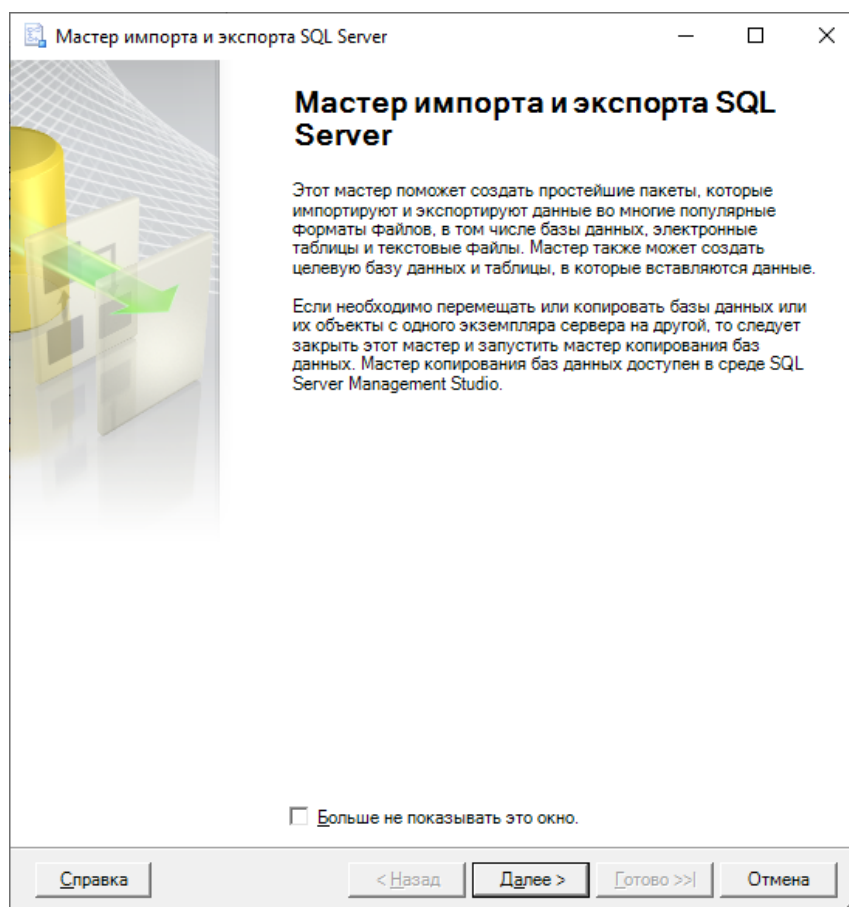 Мастер импорта и экспорта SQL Server
Мастер импорта и экспорта SQL
Server
Этот мастер поможет создать простейшие пакеты, которые
импортируют и экспортируют данные во многие популярные
форматы файлов, в том числе базы данных, электронные
таблицы и текстовые файлы. Мастер также может создать
целевую базу данных и таблицы, в которые вставляются данные.
Если необходимо перемещать или копировать базы данных или
их объекты с одного экземпляра сервера на другой, то следует
закрыть этот мастер и запустить мастер копирования баз
данных. Мастер копирования баз данных доступен в среде SQL
Server Management Studio.
Больше не показывать это окно.
Справка
< Назад
Далее >
Готово >>|
Отмена